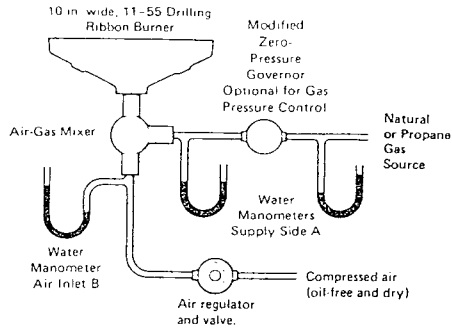 10 in. wide, 11-55 Drilling
Ribbon Burner
Modified
Zero-
Pressure
Governor
Optional for Gas
Pressure Control
Natural
or Propane
Gas
Source
Air-Gas Mixer
Water
Manometers
Supply Side A
Water
Manometer
Air Inlet B
Compressed air
(oil-free and dry)
Air regulator
and valve.